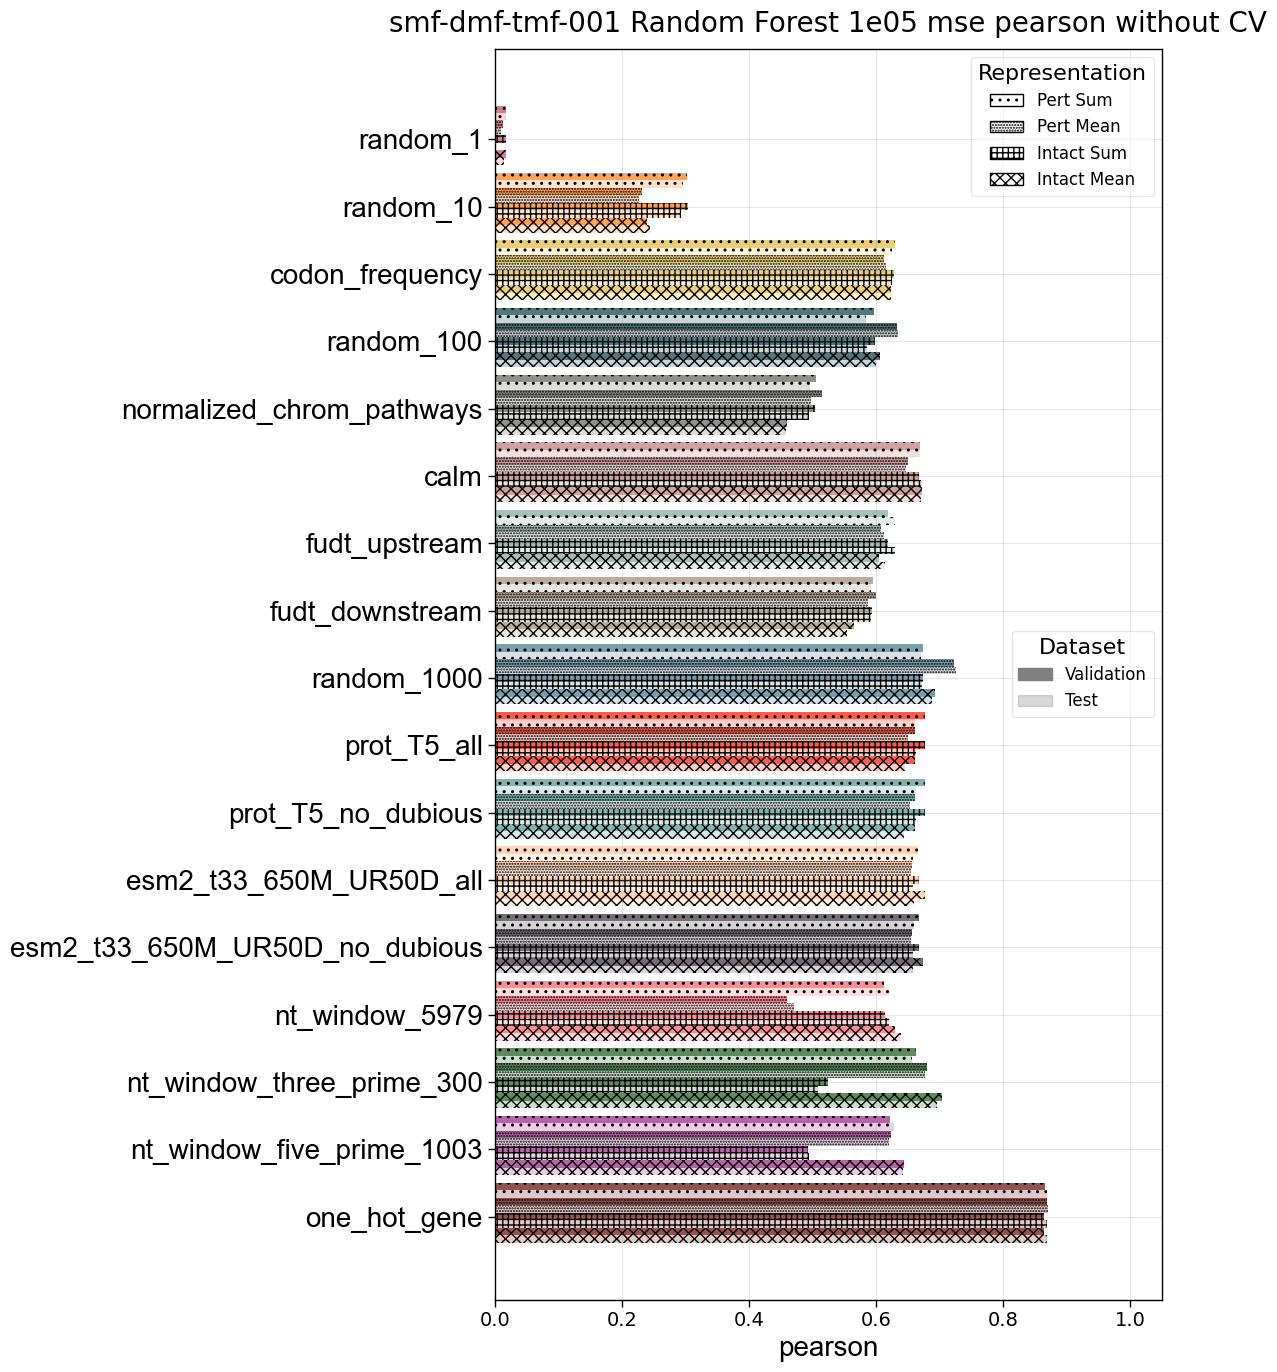 smf-dmf-tmf-001 Random Forest 1e05 mse pearson without CV
Representation
Pert Sum
Pert Mean
Intact Sum
Intact Mean
random_1
random_10
codon_frequency
random_100
normalized_chrom_pathways
calm
fudt_upstream
fudt_downstream
Dataset
Validation
Test
random_1000
prot_T5_all
prot_T5_no_dubious
esm2_t33_650M_UR50D_all
esm2_t33_650M_UR50D_no_dubious
nt_window_5979
nt_window_three_prime_300
nt_window_five_prime_1003
one_hot_gene
0.0 0.2 0.4 0.6 0.8 1.0
pearson